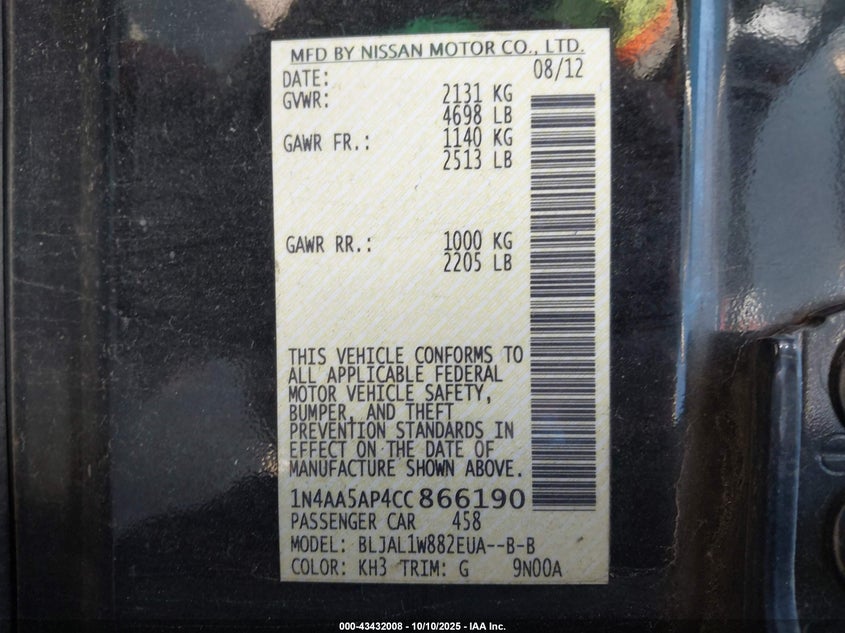 MFD BY NISSAN MOTOR CO., LTD.
DATE: 08/12
GVWR: 2131 KG
4698 LB
GAWR FR.: 1140 KG
2513 LB
GAWR RR.: 1000 KG
2205 LB
THIS VEHICLE CONFORMS TO
ALL APPLICABLE FEDERAL
MOTOR VEHICLE SAFETY,
BUMPER, AND THEFT
PREVENTION STANDARDS IN
EFFECT ON THE DATE OF
MANUFACTURE SHOWN ABOVE.
1N4AA5AP4CC866190
PASSENGER CAR 458
MODEL: BLJAL1W882EUA--B-B
COLOR: KH3 TRIM: G 9N00A
000-43432008 - 10/10/2025 - IAA Inc.